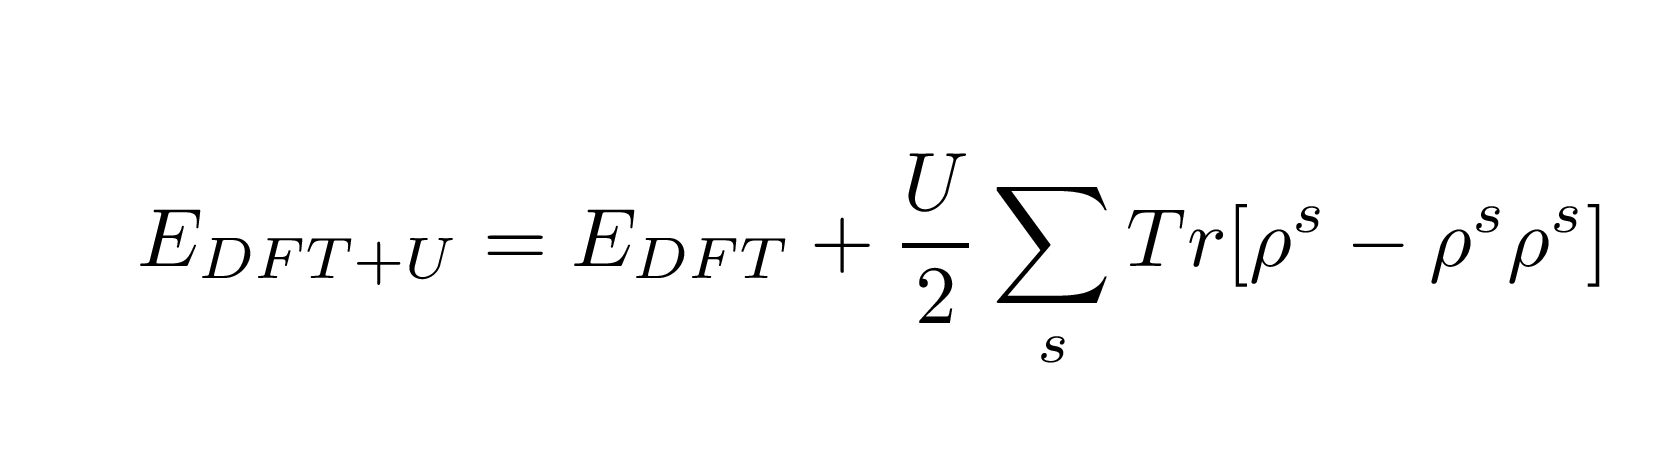 $E_{DFT+U} = E_{DFT} + \frac{U}{2} \sum_{s} Tr[\rho^{s} - \rho^{s}\rho^{s}]$